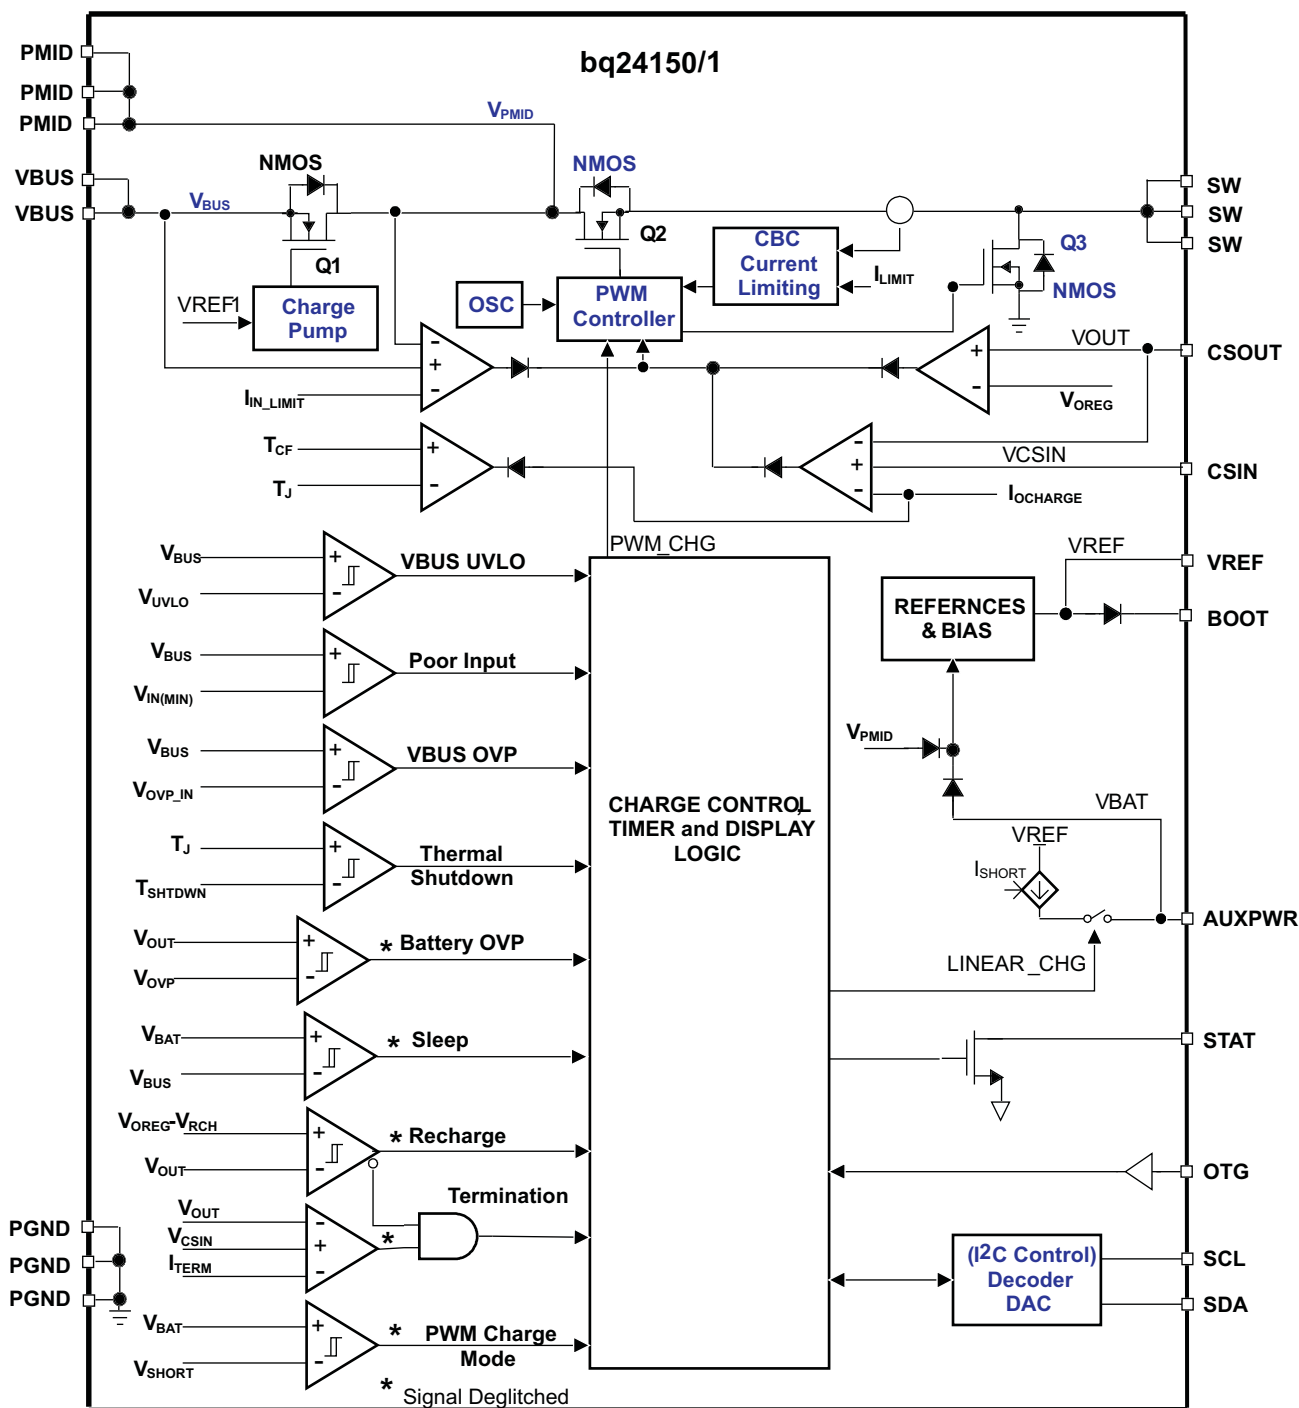 bq24150/1
PMID
PMID
PMID
VPMID
VBUS
VBUS
VBUS
NMOS
Q1
NMOS
Q2
SW
SW
SW
CBC
Current
Limiting
ILIMIT
Q3
NMOS
VREF1
Charge
Pump
OSC
PWM
Controller
-
+
-
IIN_LIMIT
+
-
VOUT
VOREG
CSOUT
TCF
TJ
+
-
-
+
-
VCSIN
IOCHARGE
CSIN
PWM_CHG
VBUS
VUVLO
+
-
VBUS UVLO
VREF
VREF
REFERNCES
& BIAS
BOOT
VBUS
VIN(MIN)
+
-
Poor Input
VBUS
VOVP_IN
+
-
VBUS OVP
VPMID
CHARGE CONTROL,
TIMER and DISPLAY
LOGIC
VBAT
VREF
ISHORT
TJ
TSHTDWN
+
-
Thermal
Shutdown
AUXPWR
VOUT
VOVP
+
-
* Battery OVP
LINEAR_CHG
VBAT
VBUS
+
-
* Sleep
STAT
VOREG-VRCH
VOUT
+
-
* Recharge
OTG
Termination
VOUT
VCSIN
ITERM
-
+
-
*
PGND
PGND
PGND
(I2C Control)
Decoder
DAC
SCL
SDA
VBAT
VSHORT
+
-
* PWM Charge
Mode
* Signal Deglitched